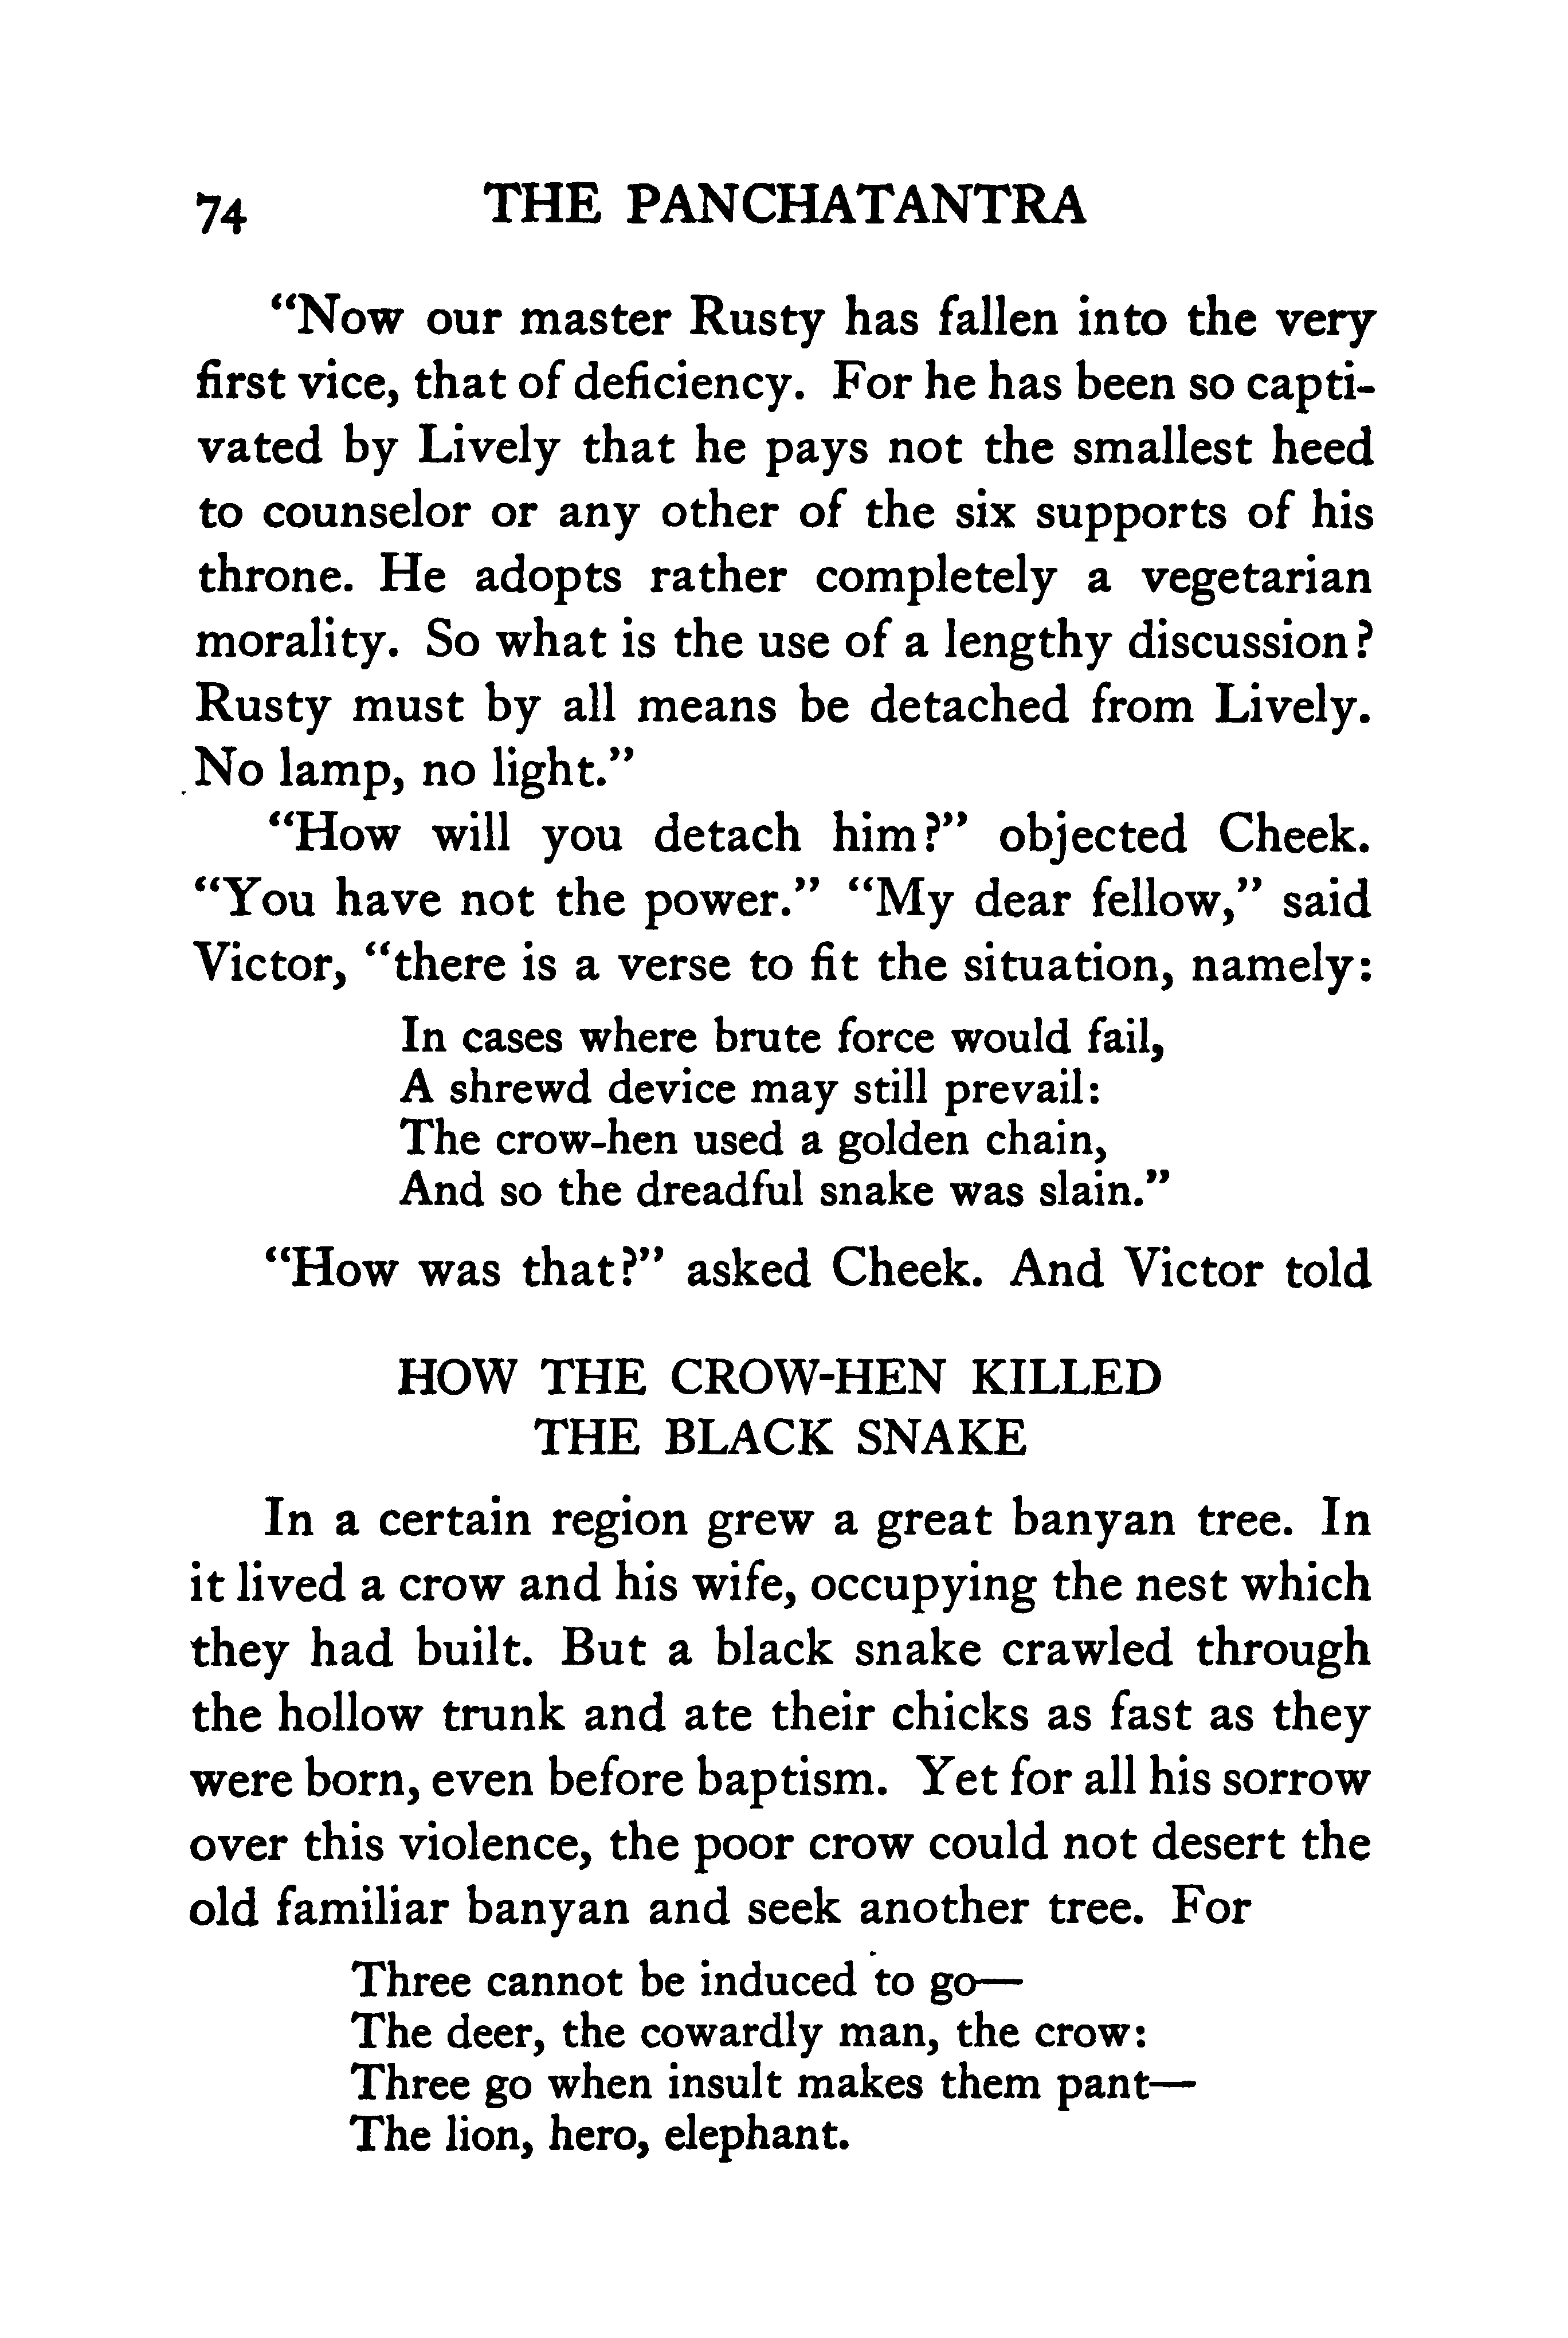 74 THE PANCHATANTRA
“Now our master Rusty has fallen into the very
first vice, that of deficiency. For he has been so capti-
vated by Lively that he pays not the smallest heed
to counselor or any other of the six supports of his
throne. He adopts rather completely a vegetarian
morality. So what is the use of a lengthy discussion?
Rusty must by all means be detached from Lively.
No lamp, no light.”
“How will you detach him?” objected Cheek.
“You have not the power.” “My dear fellow,” said
Victor, “there is a verse to fit the situation, namely:
In cases where brute force would fail,
A shrewd device may still prevail:
The crow-hen used a golden chain,
And so the dreadful snake was slain.”
“How was that?” asked Cheek. And Victor told
HOW THE CROW-HEN KILLED
THE BLACK SNAKE
In a certain region grew a great banyan tree. In
it lived a crow and his wife, occupying the nest which
they had built. But a black snake crawled through
the hollow trunk and ate their chicks as fast as they
were born, even before baptism. Yet for all his sorrow
over this violence, the poor crow could not desert the
old familiar banyan and seek another tree. For
Three cannot be induced to go—
The deer, the cowardly man, the crow:
Three go when insult makes them pant—
The lion, hero, elephant.